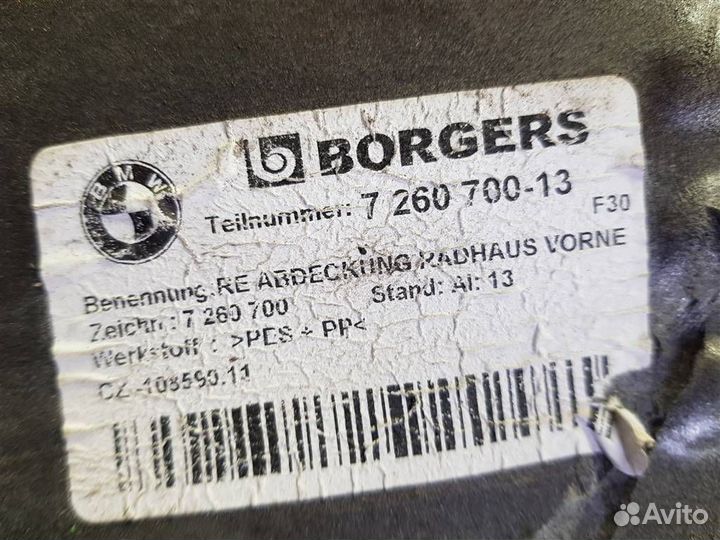 BMW
BORGERS
Teilnummer: 7 260 700-13
F30
Benennung: RE ABDECKUNG RADHAUS VORNE
Zeichn.: 7 260 700 Stand: AI: 13
Werkstoff : >PES + PP<
CZ-108590.11
Avito